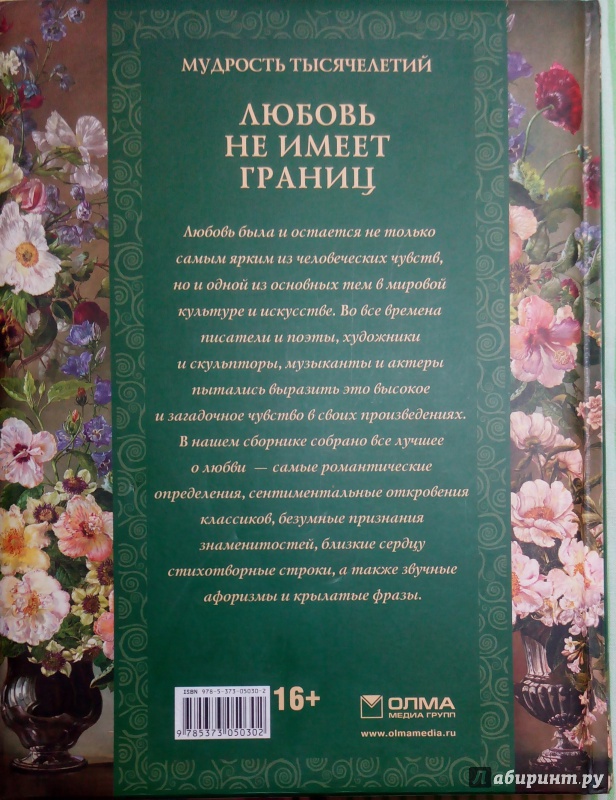 МУДРОСТЬ ТЫСЯЧЕЛЕТИЙ
ЛЮБОВЬ
НЕ ИМЕЕТ
ГРАНИЦ
Любовь была и остается не только
самым ярким из человеческих чувств,
но и одной из основных тем в мировой
культуре и искусстве. Во все времена
писатели и поэты, художники
и скульпторы, музыканты и актеры
пытались выразить это высокое
и загадочное чувство в своих произведениях.
В нашем сборнике собрано все лучшее
о любви — самые романтические
определения, сентиментальные откровения
классиков, безумные признания
знаменитостей, близкие сердцу
стихотворные строки, а также звучные
афоризмы и крылатые фразы.
ISBN 978-5-373-05030-2
9 785373 050302
16+
ОЛМА
МЕДИА ГРУПП
www.olmamedia.ru
Лабиринт.ру